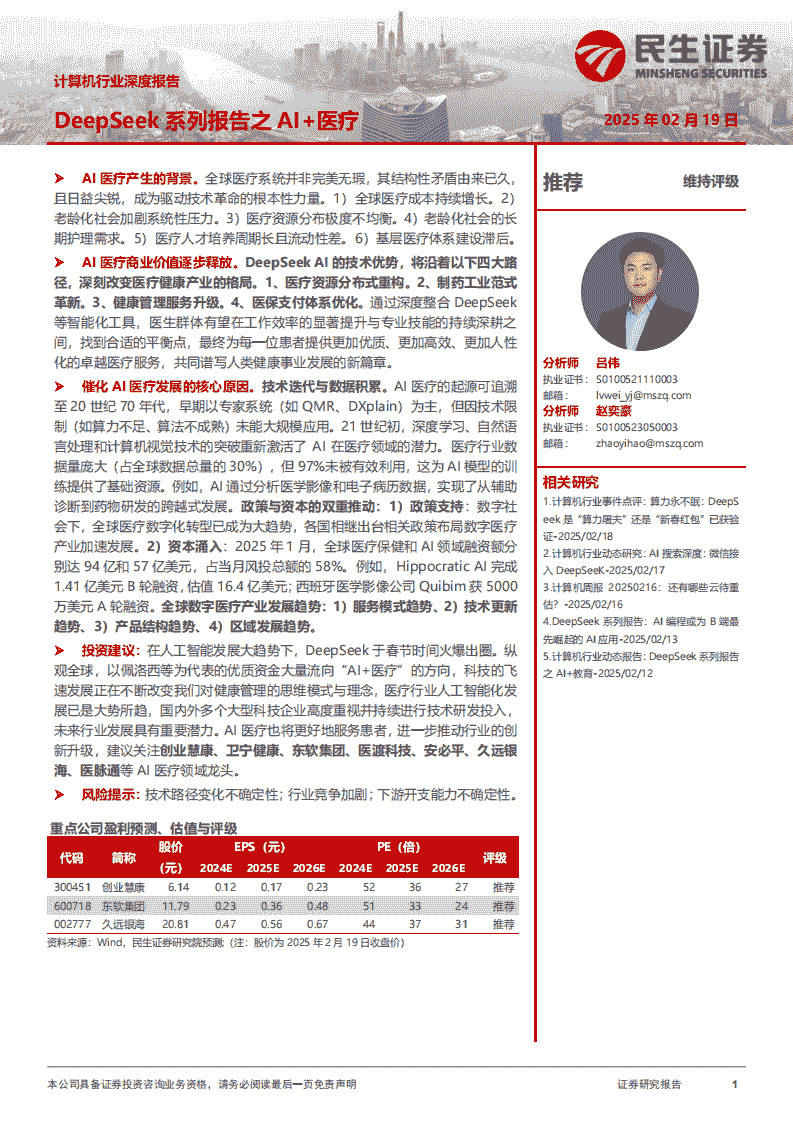 民生证券
MINSHENG SECURITIES
计算机行业深度报告
DeepSeek 系列报告之 AI+医疗
2025 年 02 月 19 日
➢ AI 医疗产生的背景。全球医疗系统并非完美无瑕，其结构性矛盾由来已久，
且日益尖锐，成为驱动技术革命的根本性力量。1）全球医疗成本持续增长。2）
老龄化社会加剧系统性压力。3）医疗资源分布极度不均衡。4）老龄化社会的长
期护理需求。5）医疗人才培养周期长且流动性差。6）基层医疗体系建设滞后。
➢ AI 医疗商业价值逐步释放。DeepSeek AI 的技术优势，将沿着以下四大路
径，深刻改变医疗健康产业的格局。1、医疗资源分布式重构。2、制药工业范式
革新。3、健康管理服务升级。4、医保支付体系优化。通过深度整合 DeepSeek
等智能化工具，医生群体有望在工作效率的显著提升与专业技能的持续深耕之
间，找到合适的平衡点，最终为每一位患者提供更加优质、更加高效、更加人性
化的卓越医疗服务，共同谱写人类健康事业发展的新篇章。
➢ 催化 AI 医疗发展的核心原因。技术迭代与数据积累。AI 医疗的起源可追溯
至 20 世纪 70 年代，早期以专家系统（如 QMR、DXplain）为主，但因技术限
制（如算力不足、算法不成熟）未能大规模应用。21 世纪初，深度学习、自然语
言处理和计算机视觉技术的突破重新激活了 AI 在医疗领域的潜力。医疗行业数
据量庞大（占全球数据总量的 30%），但 97%未被有效利用，这为 AI 模型的训
练提供了基础资源。例如，AI 通过分析医学影像和电子病历数据，实现了从辅助
诊断到药物研发的跨越式发展。政策与资本的双重推动：1）政策支持：数字社
会下，全球医疗数字化转型已成为大趋势，各国相继出台相关政策布局数字医疗
产业加速发展。2）资本涌入：2025 年 1 月，全球医疗保健和 AI 领域融资额分
别达 94 亿和 57 亿美元，占当月风投总额的 58%。例如，Hippocratic AI 完成
1.41 亿美元 B 轮融资，估值 16.4 亿美元；西班牙医学影像公司 Quibim 获 5000
万美元 A 轮融资。全球数字医疗产业发展趋势：1）服务模式趋势、2）技术更新
趋势、3）产品结构趋势、4）区域发展趋势。
➢ 投资建议：在人工智能发展大趋势下，DeepSeek 于春节时间火爆出圈。纵
观全球，以佩洛西等为代表的优质资金大量流向“AI+医疗”的方向，科技的飞
速发展正在不断改变我们对健康管理的思维模式与理念，医疗行业人工智能化发
展已是大势所趋，国内外多个大型科技企业高度重视并持续进行技术研发投入，
未来行业发展具有重要潜力。AI 医疗也将更好地服务患者，进一步推动行业的创
新升级，建议关注创业慧康、卫宁健康、东软集团、医渡科技、安必平、久远银
海、医脉通等 AI 医疗领域龙头。
➢ 风险提示：技术路径变化不确定性；行业竞争加剧；下游开支能力不确定性。
重点公司盈利预测、估值与评级
代码 简称 股价（元） EPS（元） PE（倍） 评级
2024E 2025E 2026E 2024E 2025E 2026E
300451 创业慧康 6.14 0.12 0.17 0.23 52 36 27 推荐
600718 东软集团 11.79 0.23 0.36 0.48 51 33 24 推荐
002777 久远银海 20.81 0.47 0.56 0.67 44 37 31 推荐
资料来源：Wind，民生证券研究院预测；（注：股价为 2025 年 2 月 19 日收盘价）
推荐 维持评级
分析师 吕伟
执业证书： S0100521110003
邮箱： lvwei_yj@mszq.com
分析师 赵奕豪
执业证书： S0100523050003
邮箱： zhaoyihao@mszq.com
相关研究
1.计算机行业事件点评：算力永不眠：DeepS
eek 是“算力屠夫”还是“新春红包”已获验
证-2025/02/18
2.计算机行业动态研究：AI 搜索深度：微信接
入 DeepSeeK-2025/02/17
3.计算机周报 20250216：还有哪些云待重
估？-2025/02/16
4.DeepSeek 系列报告：AI 编程或为 B 端最
先崛起的 AI 应用-2025/02/13
5.计算机行业动态报告：DeepSeek 系列报告
之 AI+教育-2025/02/12
本公司具备证券投资咨询业务资格，请务必阅读最后一页免责声明
证券研究报告
1